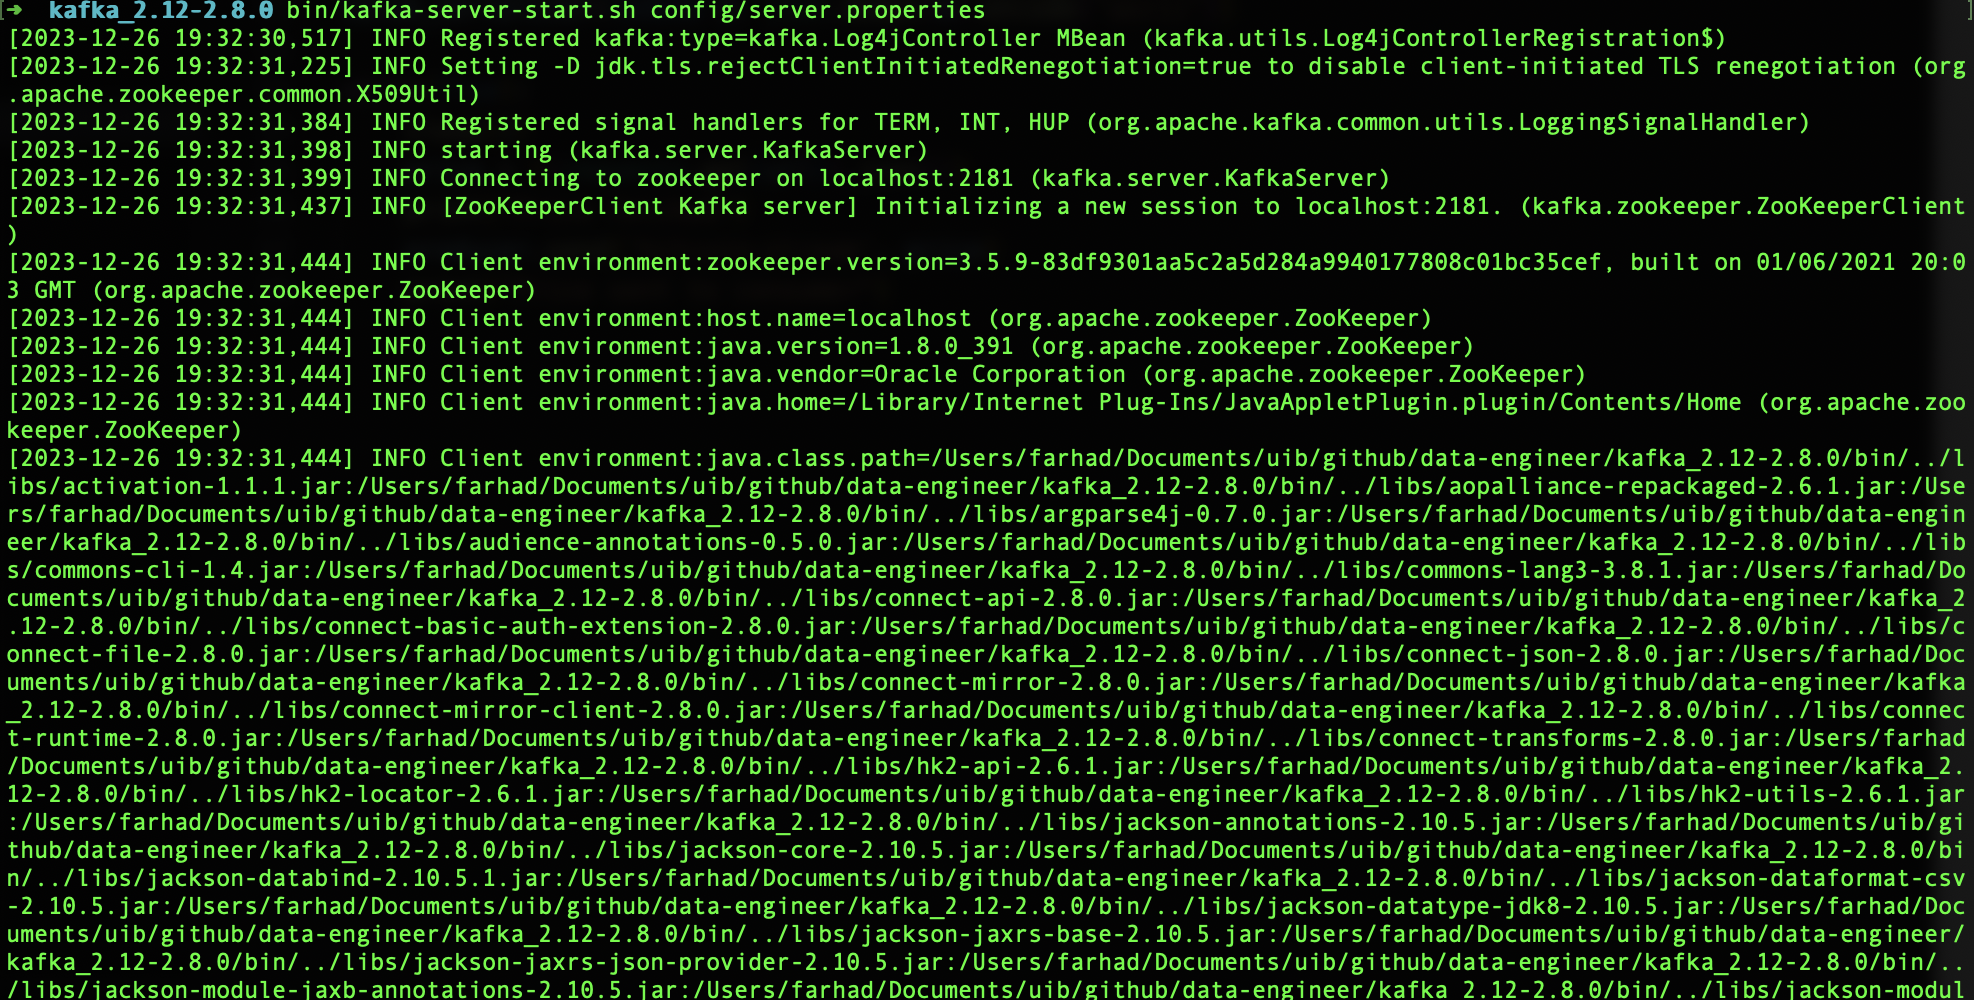 ➜  kafka_2.12-2.8.0 bin/kafka-server-start.sh config/server.properties
[2023-12-26 19:32:30,517] INFO Registered kafka:type=kafka.Log4jController MBean (kafka.utils.Log4jControllerRegistration$)
[2023-12-26 19:32:31,225] INFO Setting -D jdk.tls.rejectClientInitiatedRenegotiation=true to disable client-initiated TLS renegotiation (org
.apache.zookeeper.common.X509Util)
[2023-12-26 19:32:31,384] INFO Registered signal handlers for TERM, INT, HUP (org.apache.kafka.common.utils.LoggingSignalHandler)
[2023-12-26 19:32:31,398] INFO starting (kafka.server.KafkaServer)
[2023-12-26 19:32:31,399] INFO Connecting to zookeeper on localhost:2181 (kafka.server.KafkaServer)
[2023-12-26 19:32:31,437] INFO [ZooKeeperClient Kafka server] Initializing a new session to localhost:2181. (kafka.zookeeper.ZooKeeperClient
)
[2023-12-26 19:32:31,444] INFO Client environment:zookeeper.version=3.5.9-83df9301aa5c2a5d284a9940177808c01bc35cef, built on 01/06/2021 20:0
3 GMT (org.apache.zookeeper.ZooKeeper)
[2023-12-26 19:32:31,444] INFO Client environment:host.name=localhost (org.apache.zookeeper.ZooKeeper)
[2023-12-26 19:32:31,444] INFO Client environment:java.version=1.8.0_391 (org.apache.zookeeper.ZooKeeper)
[2023-12-26 19:32:31,444] INFO Client environment:java.vendor=Oracle Corporation (org.apache.zookeeper.ZooKeeper)
[2023-12-26 19:32:31,444] INFO Client environment:java.home=/Library/Internet Plug-Ins/JavaAppletPlugin.plugin/Contents/Home (org.apache.zoo
keeper.ZooKeeper)
[2023-12-26 19:32:31,444] INFO Client environment:java.class.path=/Users/farhad/Documents/uib/github/data-engineer/kafka_2.12-2.8.0/bin/../l
ibs/activation-1.1.1.jar:/Users/farhad/Documents/uib/github/data-engineer/kafka_2.12-2.8.0/bin/../libs/aopalliance-repackaged-2.6.1.jar:/Use
rs/farhad/Documents/uib/github/data-engineer/kafka_2.12-2.8.0/bin/../libs/argparse4j-0.7.0.jar:/Users/farhad/Documents/uib/github/data-engin
eer/kafka_2.12-2.8.0/bin/../libs/audience-annotations-0.5.0.jar:/Users/farhad/Documents/uib/github/data-engineer/kafka_2.12-2.8.0/bin/../lib
s/commons-cli-1.4.jar:/Users/farhad/Documents/uib/github/data-engineer/kafka_2.12-2.8.0/bin/../libs/commons-lang3-3.8.1.jar:/Users/farhad/Do
cuments/uib/github/data-engineer/kafka_2.12-2.8.0/bin/../libs/connect-api-2.8.0.jar:/Users/farhad/Documents/uib/github/data-engineer/kafka_2
.12-2.8.0/bin/../libs/connect-basic-auth-extension-2.8.0.jar:/Users/farhad/Documents/uib/github/data-engineer/kafka_2.12-2.8.0/bin/../libs/c
onnect-file-2.8.0.jar:/Users/farhad/Documents/uib/github/data-engineer/kafka_2.12-2.8.0/bin/../libs/connect-json-2.8.0.jar:/Users/farhad/Doc
uments/uib/github/data-engineer/kafka_2.12-2.8.0/bin/../libs/connect-mirror-2.8.0.jar:/Users/farhad/Documents/uib/github/data-engineer/kafka
_2.12-2.8.0/bin/../libs/connect-mirror-client-2.8.0.jar:/Users/farhad/Documents/uib/github/data-engineer/kafka_2.12-2.8.0/bin/../libs/connec
t-runtime-2.8.0.jar:/Users/farhad/Documents/uib/github/data-engineer/kafka_2.12-2.8.0/bin/../libs/connect-transforms-2.8.0.jar:/Users/farhad
/Documents/uib/github/data-engineer/kafka_2.12-2.8.0/bin/../libs/hk2-api-2.6.1.jar:/Users/farhad/Documents/uib/github/data-engineer/kafka_2.
12-2.8.0/bin/../libs/hk2-locator-2.6.1.jar:/Users/farhad/Documents/uib/github/data-engineer/kafka_2.12-2.8.0/bin/../libs/hk2-utils-2.6.1.jar
:/Users/farhad/Documents/uib/github/data-engineer/kafka_2.12-2.8.0/bin/../libs/jackson-annotations-2.10.5.jar:/Users/farhad/Documents/uib/gi
thub/data-engineer/kafka_2.12-2.8.0/bin/../libs/jackson-core-2.10.5.jar:/Users/farhad/Documents/uib/github/data-engineer/kafka_2.12-2.8.0/bi
n/../libs/jackson-databind-2.10.5.1.jar:/Users/farhad/Documents/uib/github/data-engineer/kafka_2.12-2.8.0/bin/../libs/jackson-dataformat-csv
-2.10.5.jar:/Users/farhad/Documents/uib/github/data-engineer/kafka_2.12-2.8.0/bin/../libs/jackson-datatype-jdk8-2.10.5.jar:/Users/farhad/Doc
uments/uib/github/data-engineer/kafka_2.12-2.8.0/bin/../libs/jackson-jaxrs-base-2.10.5.jar:/Users/farhad/Documents/uib/github/data-engineer/
kafka_2.12-2.8.0/bin/../libs/jackson-jaxrs-json-provider-2.10.5.jar:/Users/farhad/Documents/uib/github/data-engineer/kafka_2.12-2.8.0/bin/..
/libs/jackson-module-jaxb-annotations-2.10.5.jar:/Users/farhad/Documents/uib/github/data-engineer/kafka_2.12-2.8.0/bin/../libs/jackson-modul